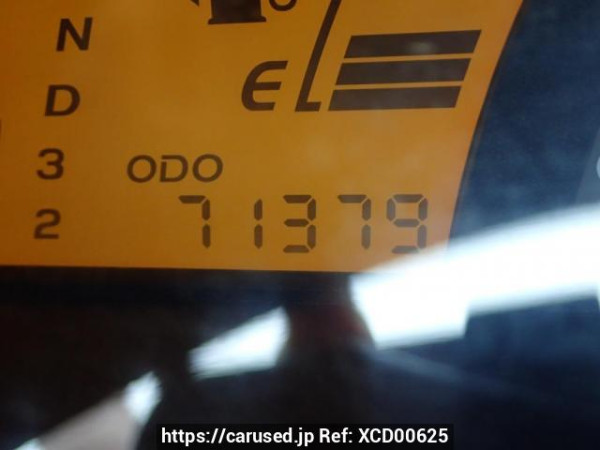 N
E
D
3
ODO
71379
2
https://carused.jp Ref: XCD00625